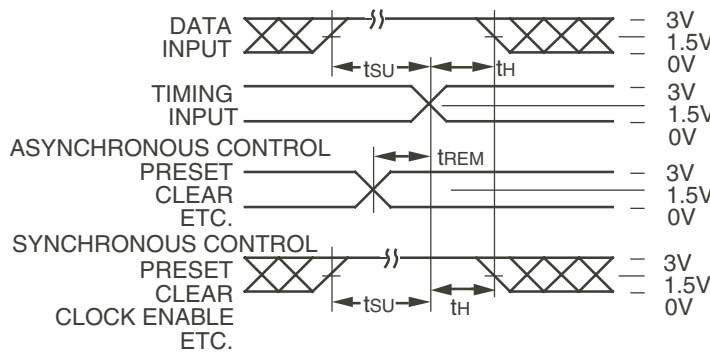 DATA
INPUT
3V
1.5V
0V
tSU
tH
TIMING
INPUT
3V
1.5V
0V
ASYNCHRONOUS CONTROL
tREM
PRESET
CLEAR
ETC.
3V
1.5V
0V
SYNCHRONOUS CONTROL
PRESET
CLEAR
CLOCK ENABLE
ETC.
3V
1.5V
0V
tSU
tH